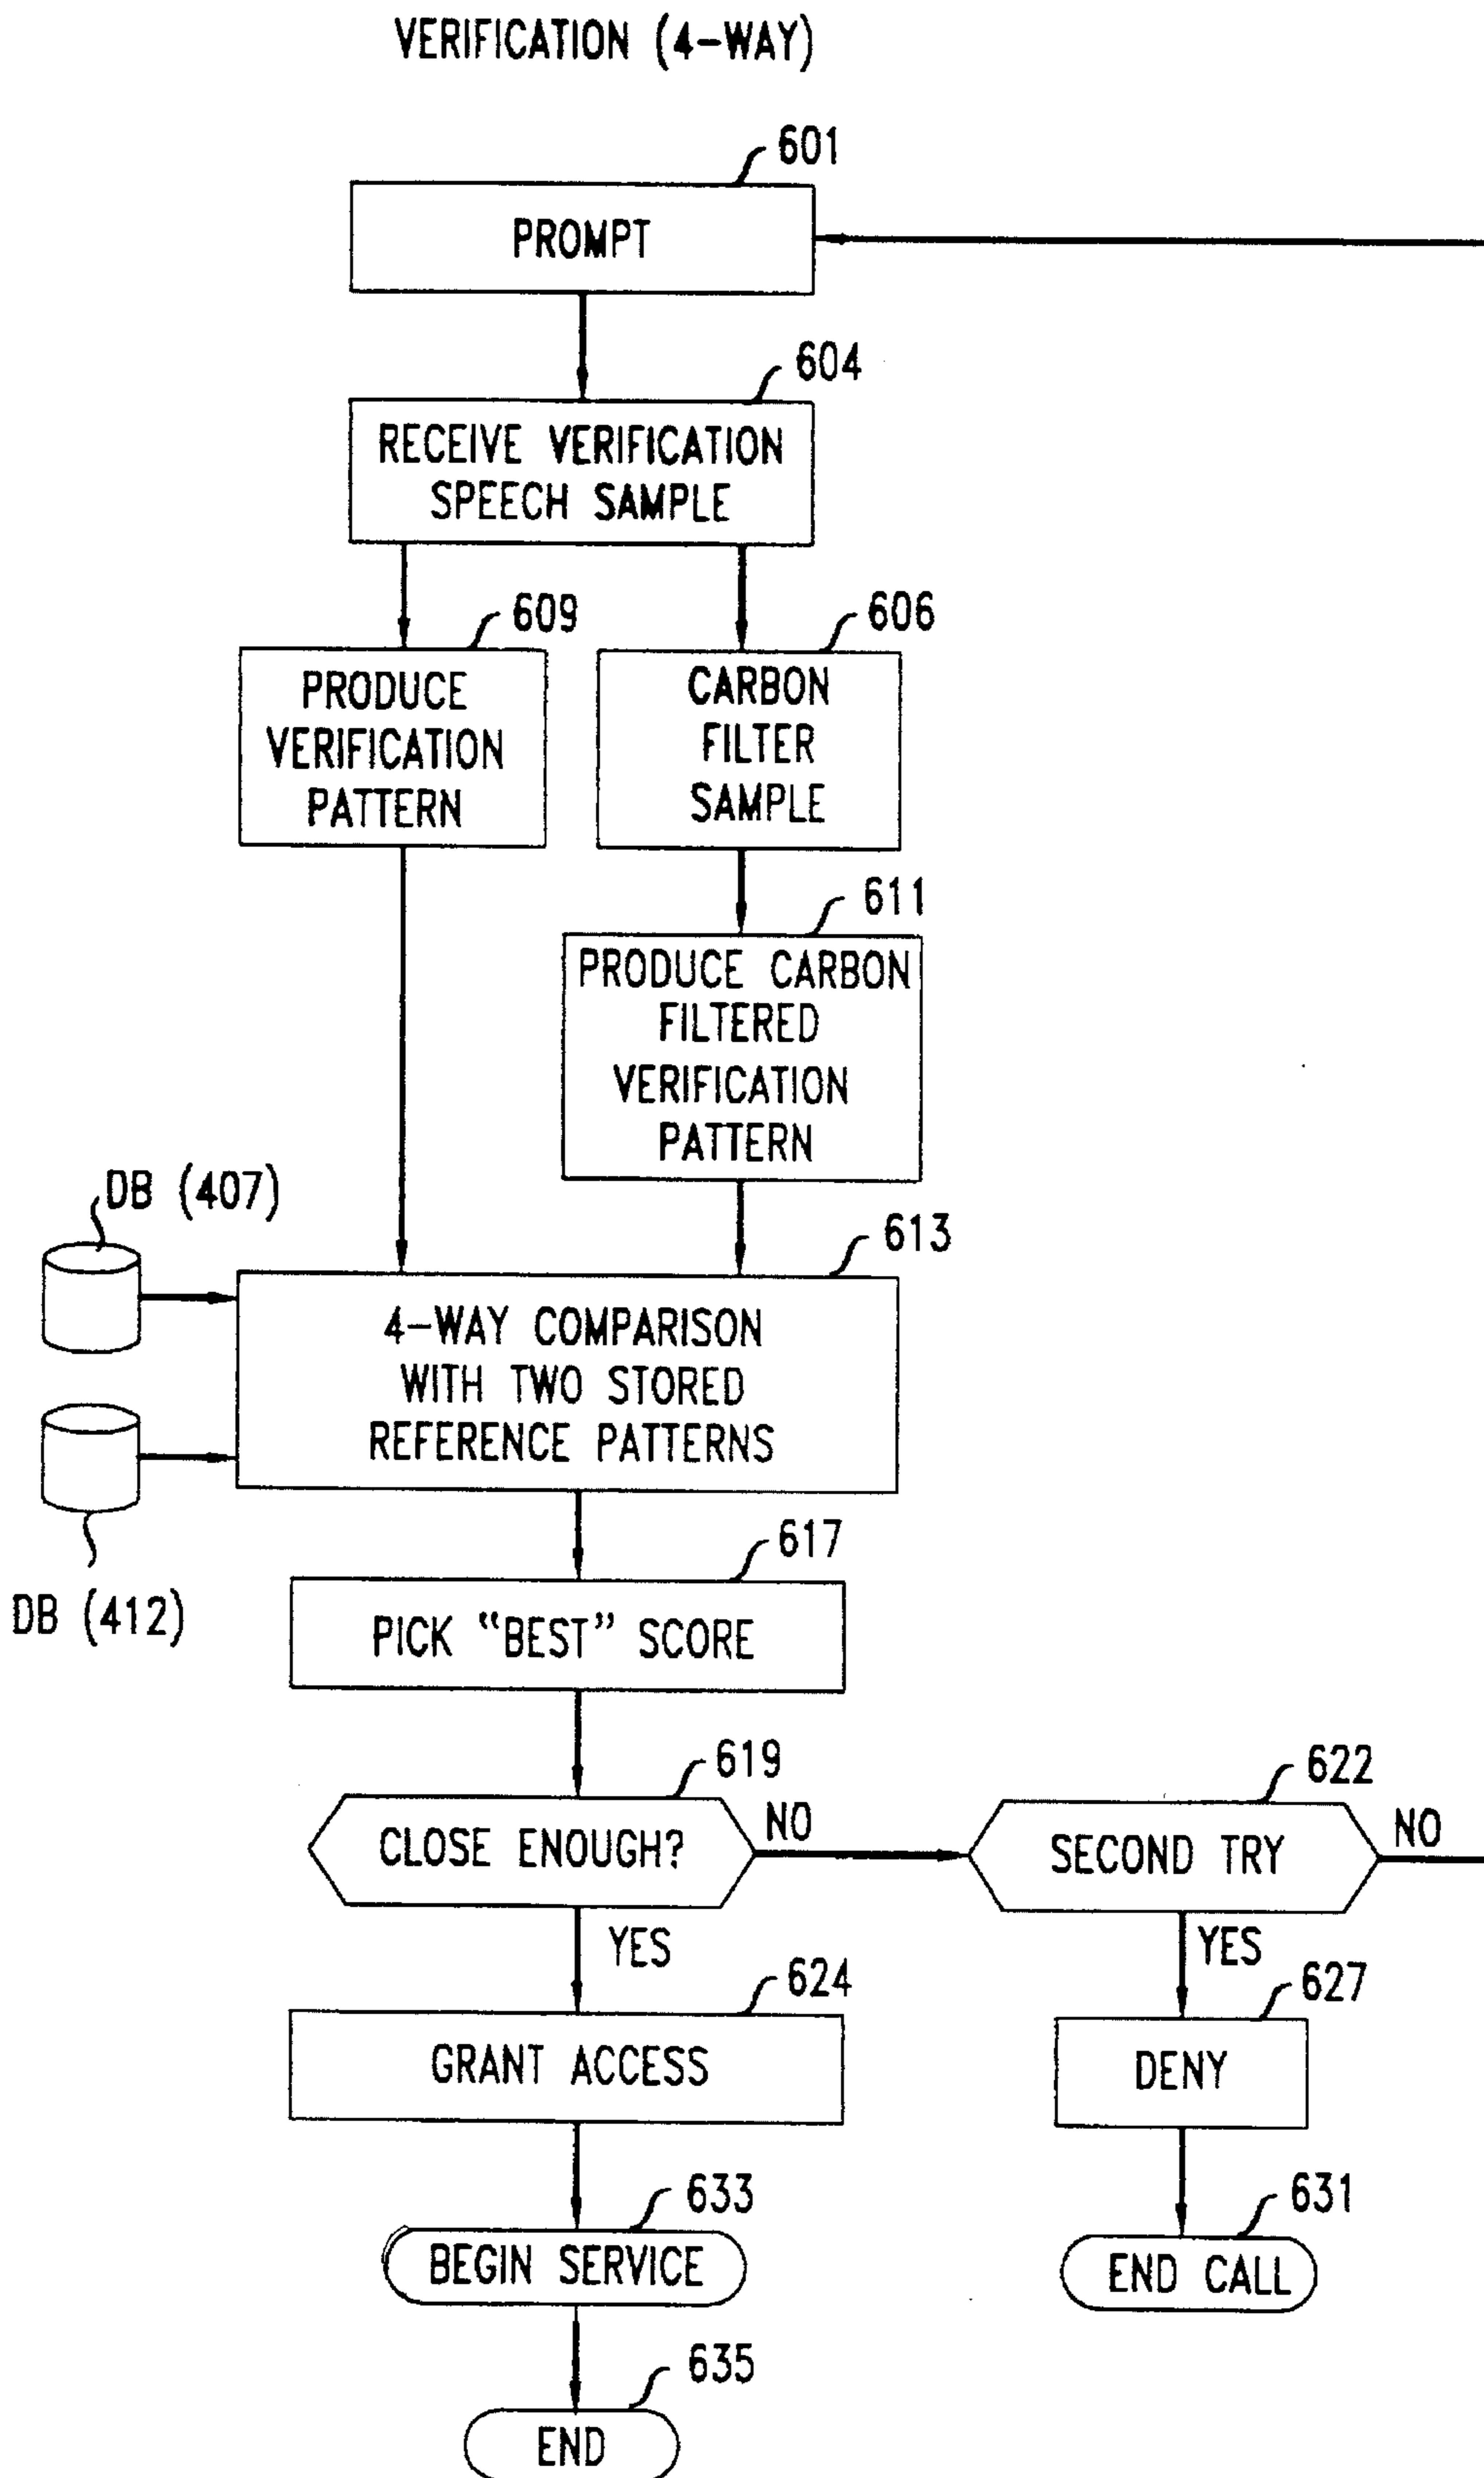 VERIFICATION (4-WAY)
601
PROMPT
604
RECEIVE VERIFICATION
SPEECH SAMPLE
609
PRODUCE
VERIFICATION
PATTERN
606
CARBON
FILTER
SAMPLE
611
PRODUCE CARBON
FILTERED
VERIFICATION
PATTERN
DB (407)
613
4-WAY COMPARISON
WITH TWO STORED
REFERENCE PATTERNS
DB (412)
617
PICK “BEST” SCORE
619
CLOSE ENOUGH?
NO
622
SECOND TRY
NO
YES
YES
624
GRANT ACCESS
627
DENY
633
BEGIN SERVICE
631
END CALL
635
END